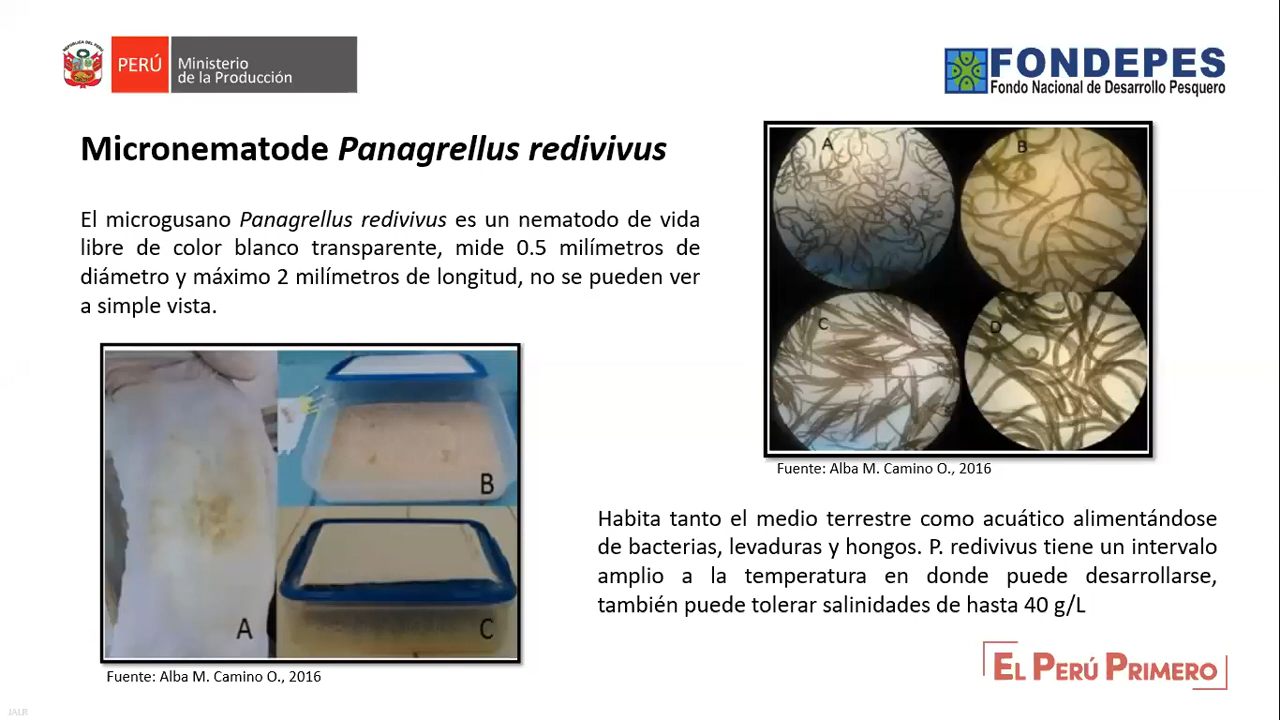 REPÚBLICA DEL PERÚ
PERÚ
Ministerio
de la Producción
FONDEPES
Fondo Nacional de Desarrollo Pesquero
Micronematode Panagrellus redivivus
El microgusano Panagrellus redivivus es un nematodo de vida
libre de color blanco transparente, mide 0.5 milímetros de
diámetro y máximo 2 milímetros de longitud, no se pueden ver
a simple vista.
A
B
C
D
Fuente: Alba M. Camino O., 2016
A
B
C
Fuente: Alba M. Camino O., 2016
Habita tanto el medio terrestre como acuático alimentándose
de bacterias, levaduras y hongos. P. redivivus tiene un intervalo
amplio a la temperatura en donde puede desarrollarse,
también puede tolerar salinidades de hasta 40 g/L
EL PERÚ PRIMERO
JALR